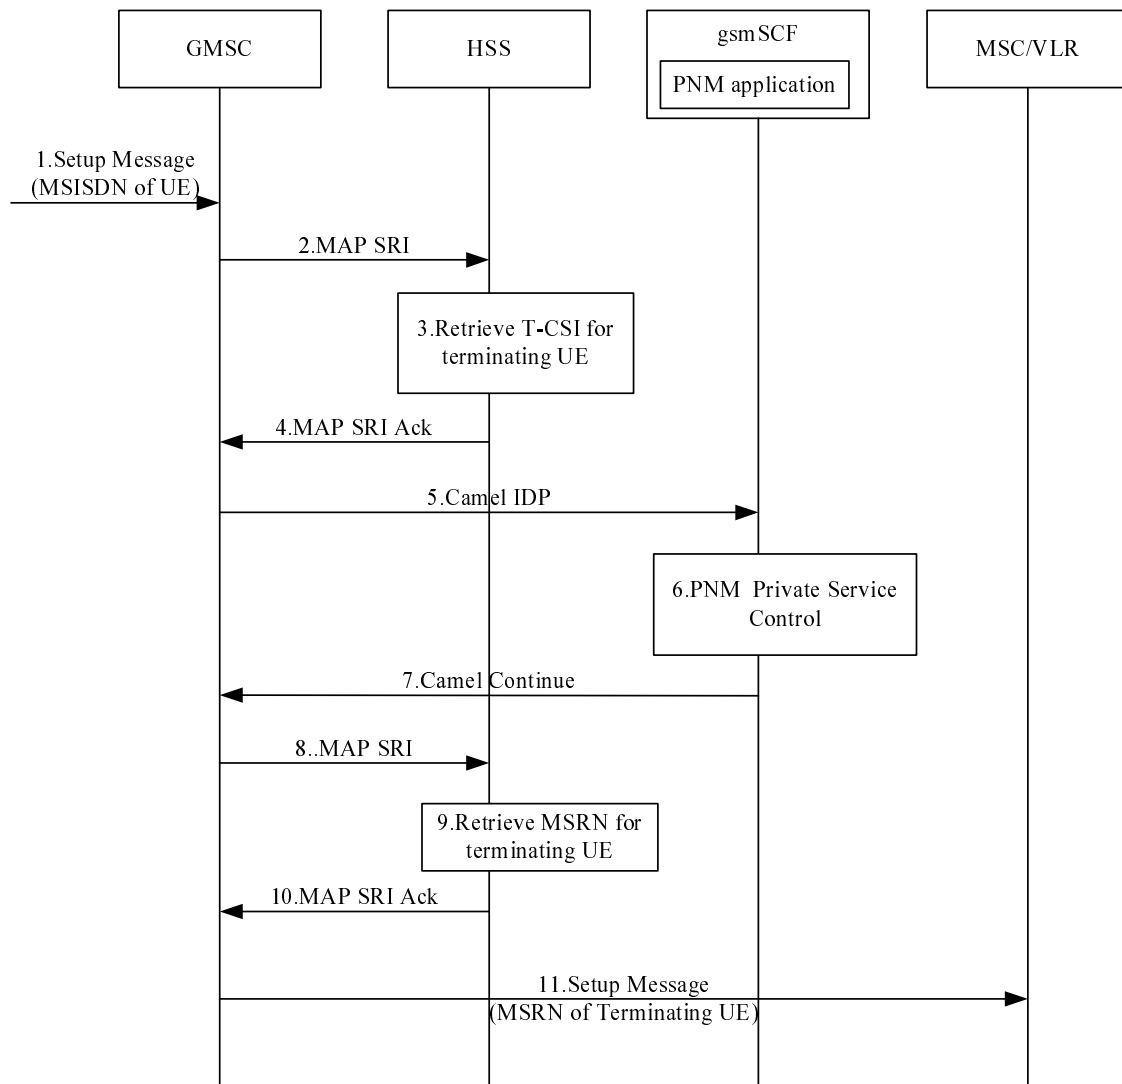 GMSC
HSS
gsmSCF
PNM application
MSC/VLR
1.Setup Message
(MSISDN of UE)
2.MAP SRI
3.Retrieve T-CSI for
terminating UE
4.MAP SRI Ack
5.Camel IDP
6.PNM Private Service
Control
7.Camel Continue
8..MAP SRI
9.Retrieve MSRN for
terminating UE
10.MAP SRI Ack
11.Setup Message
(MSRN of Terminating UE)